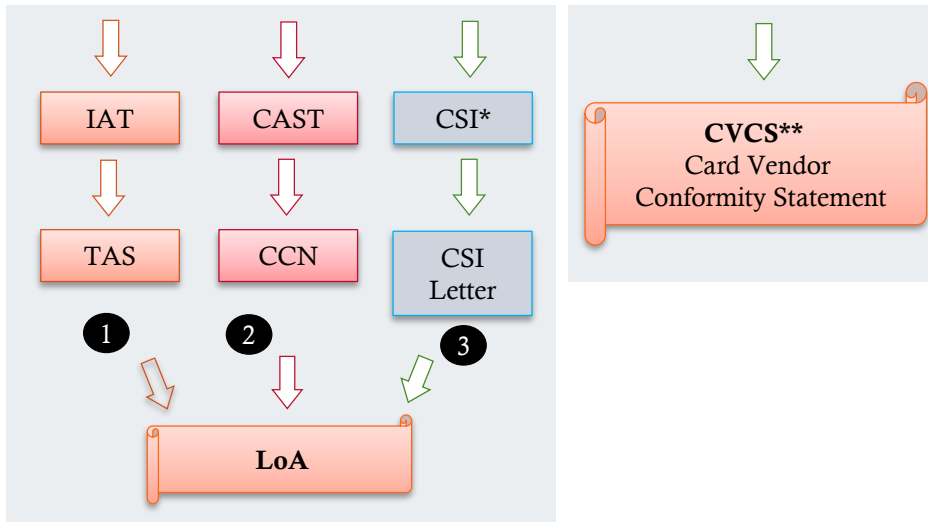 IAT
CAST
CSI*
TAS
CCN
CSI
Letter
1
2
3
LoA
CVCS**
Card Vendor
Conformity Statement